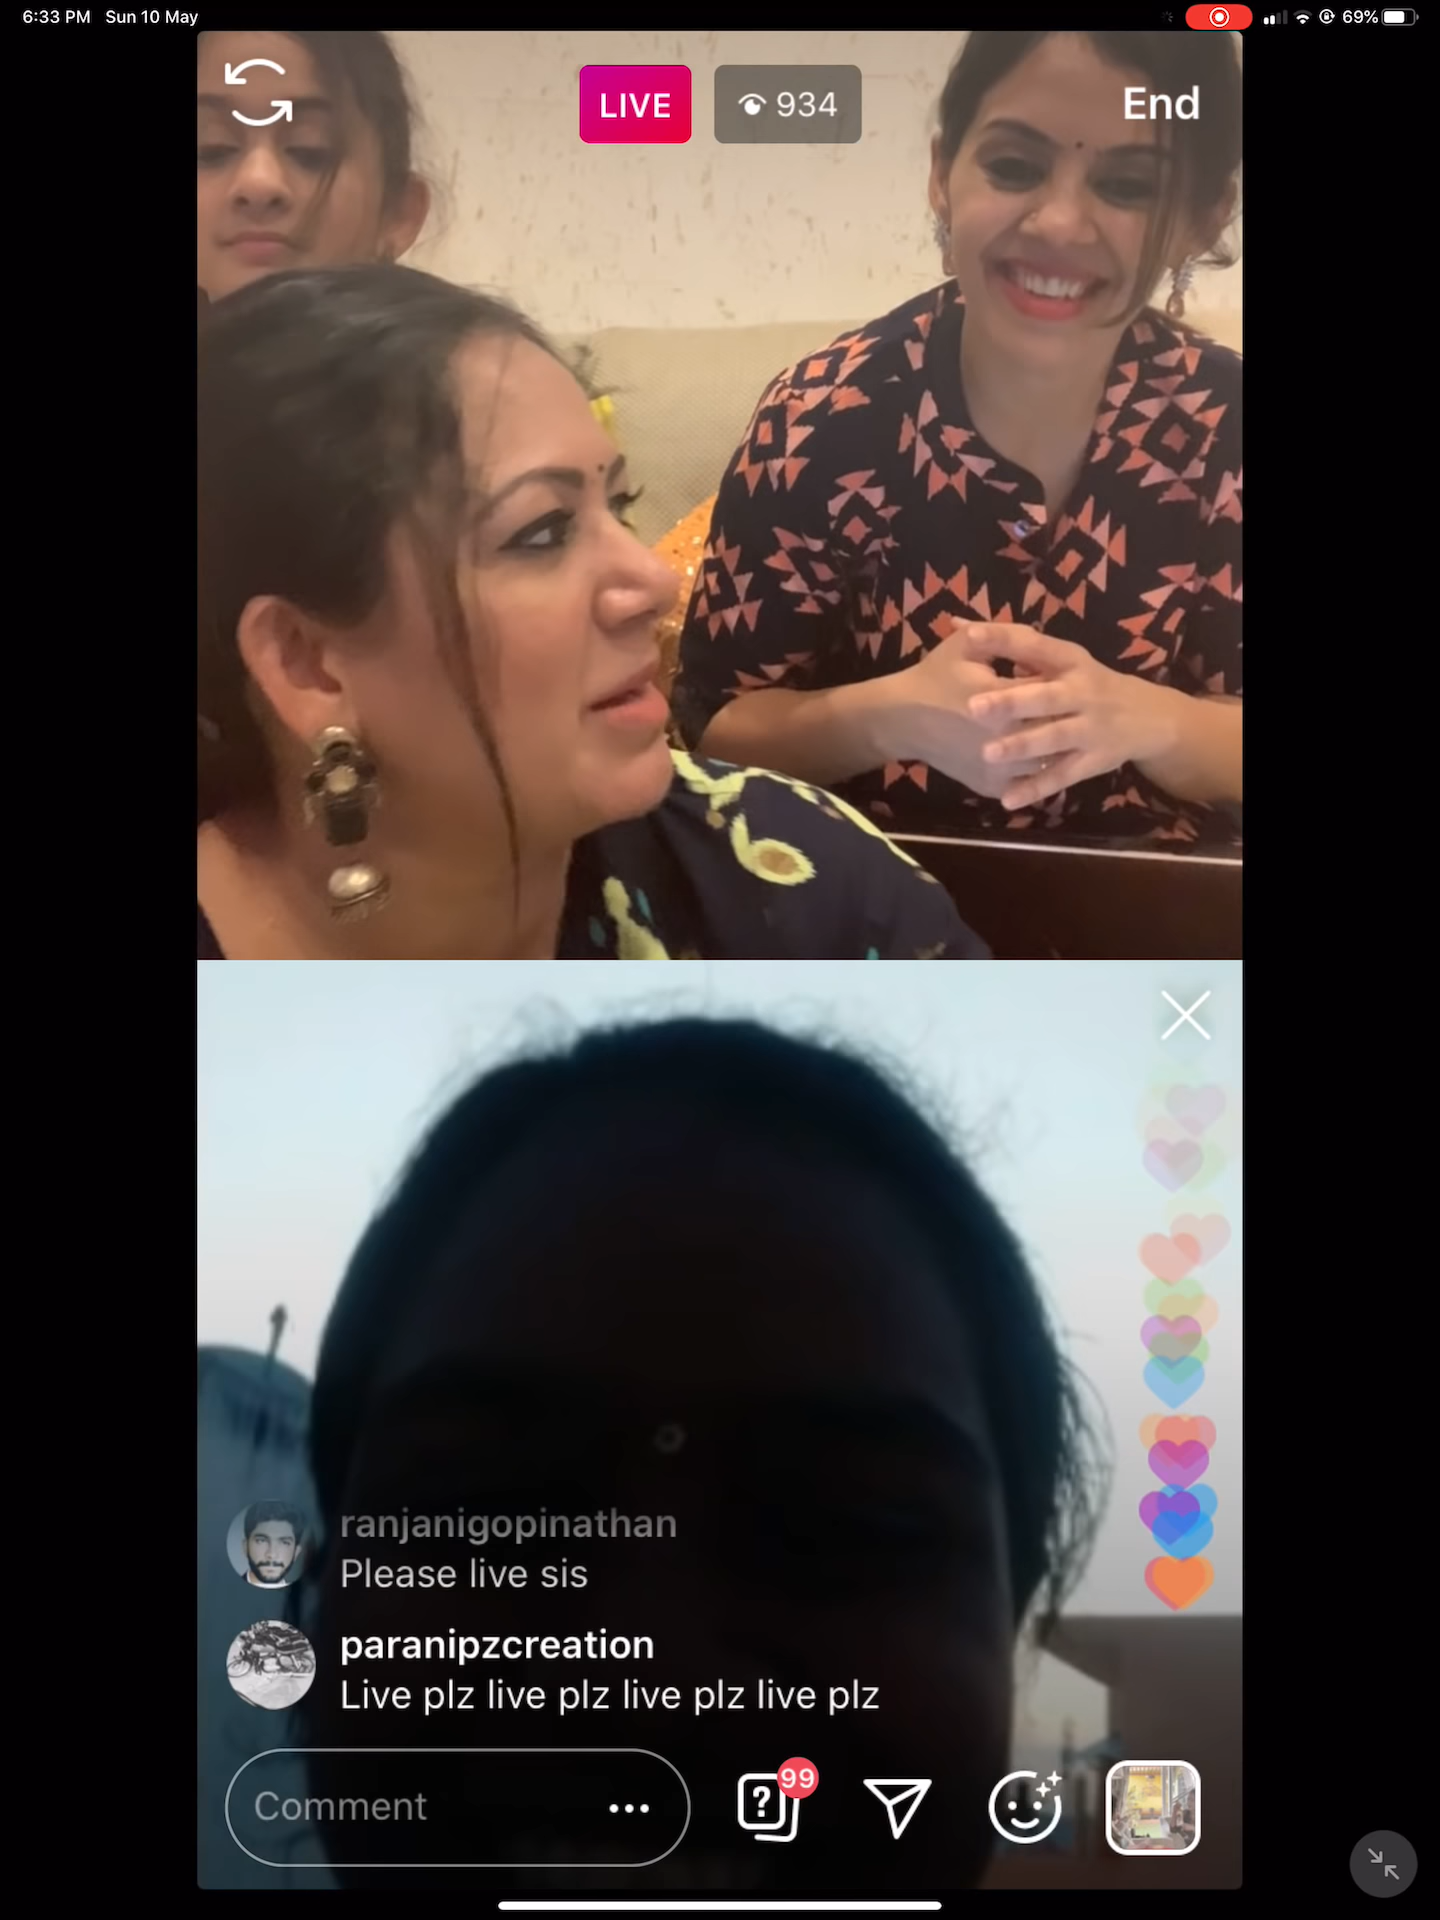 6:33 PM Sun 10 May
69%
LIVE
934
End
ranjanigopinathan
Please live sis
paranipzcreation
Live plz live plz live plz live plz
Comment
?
99